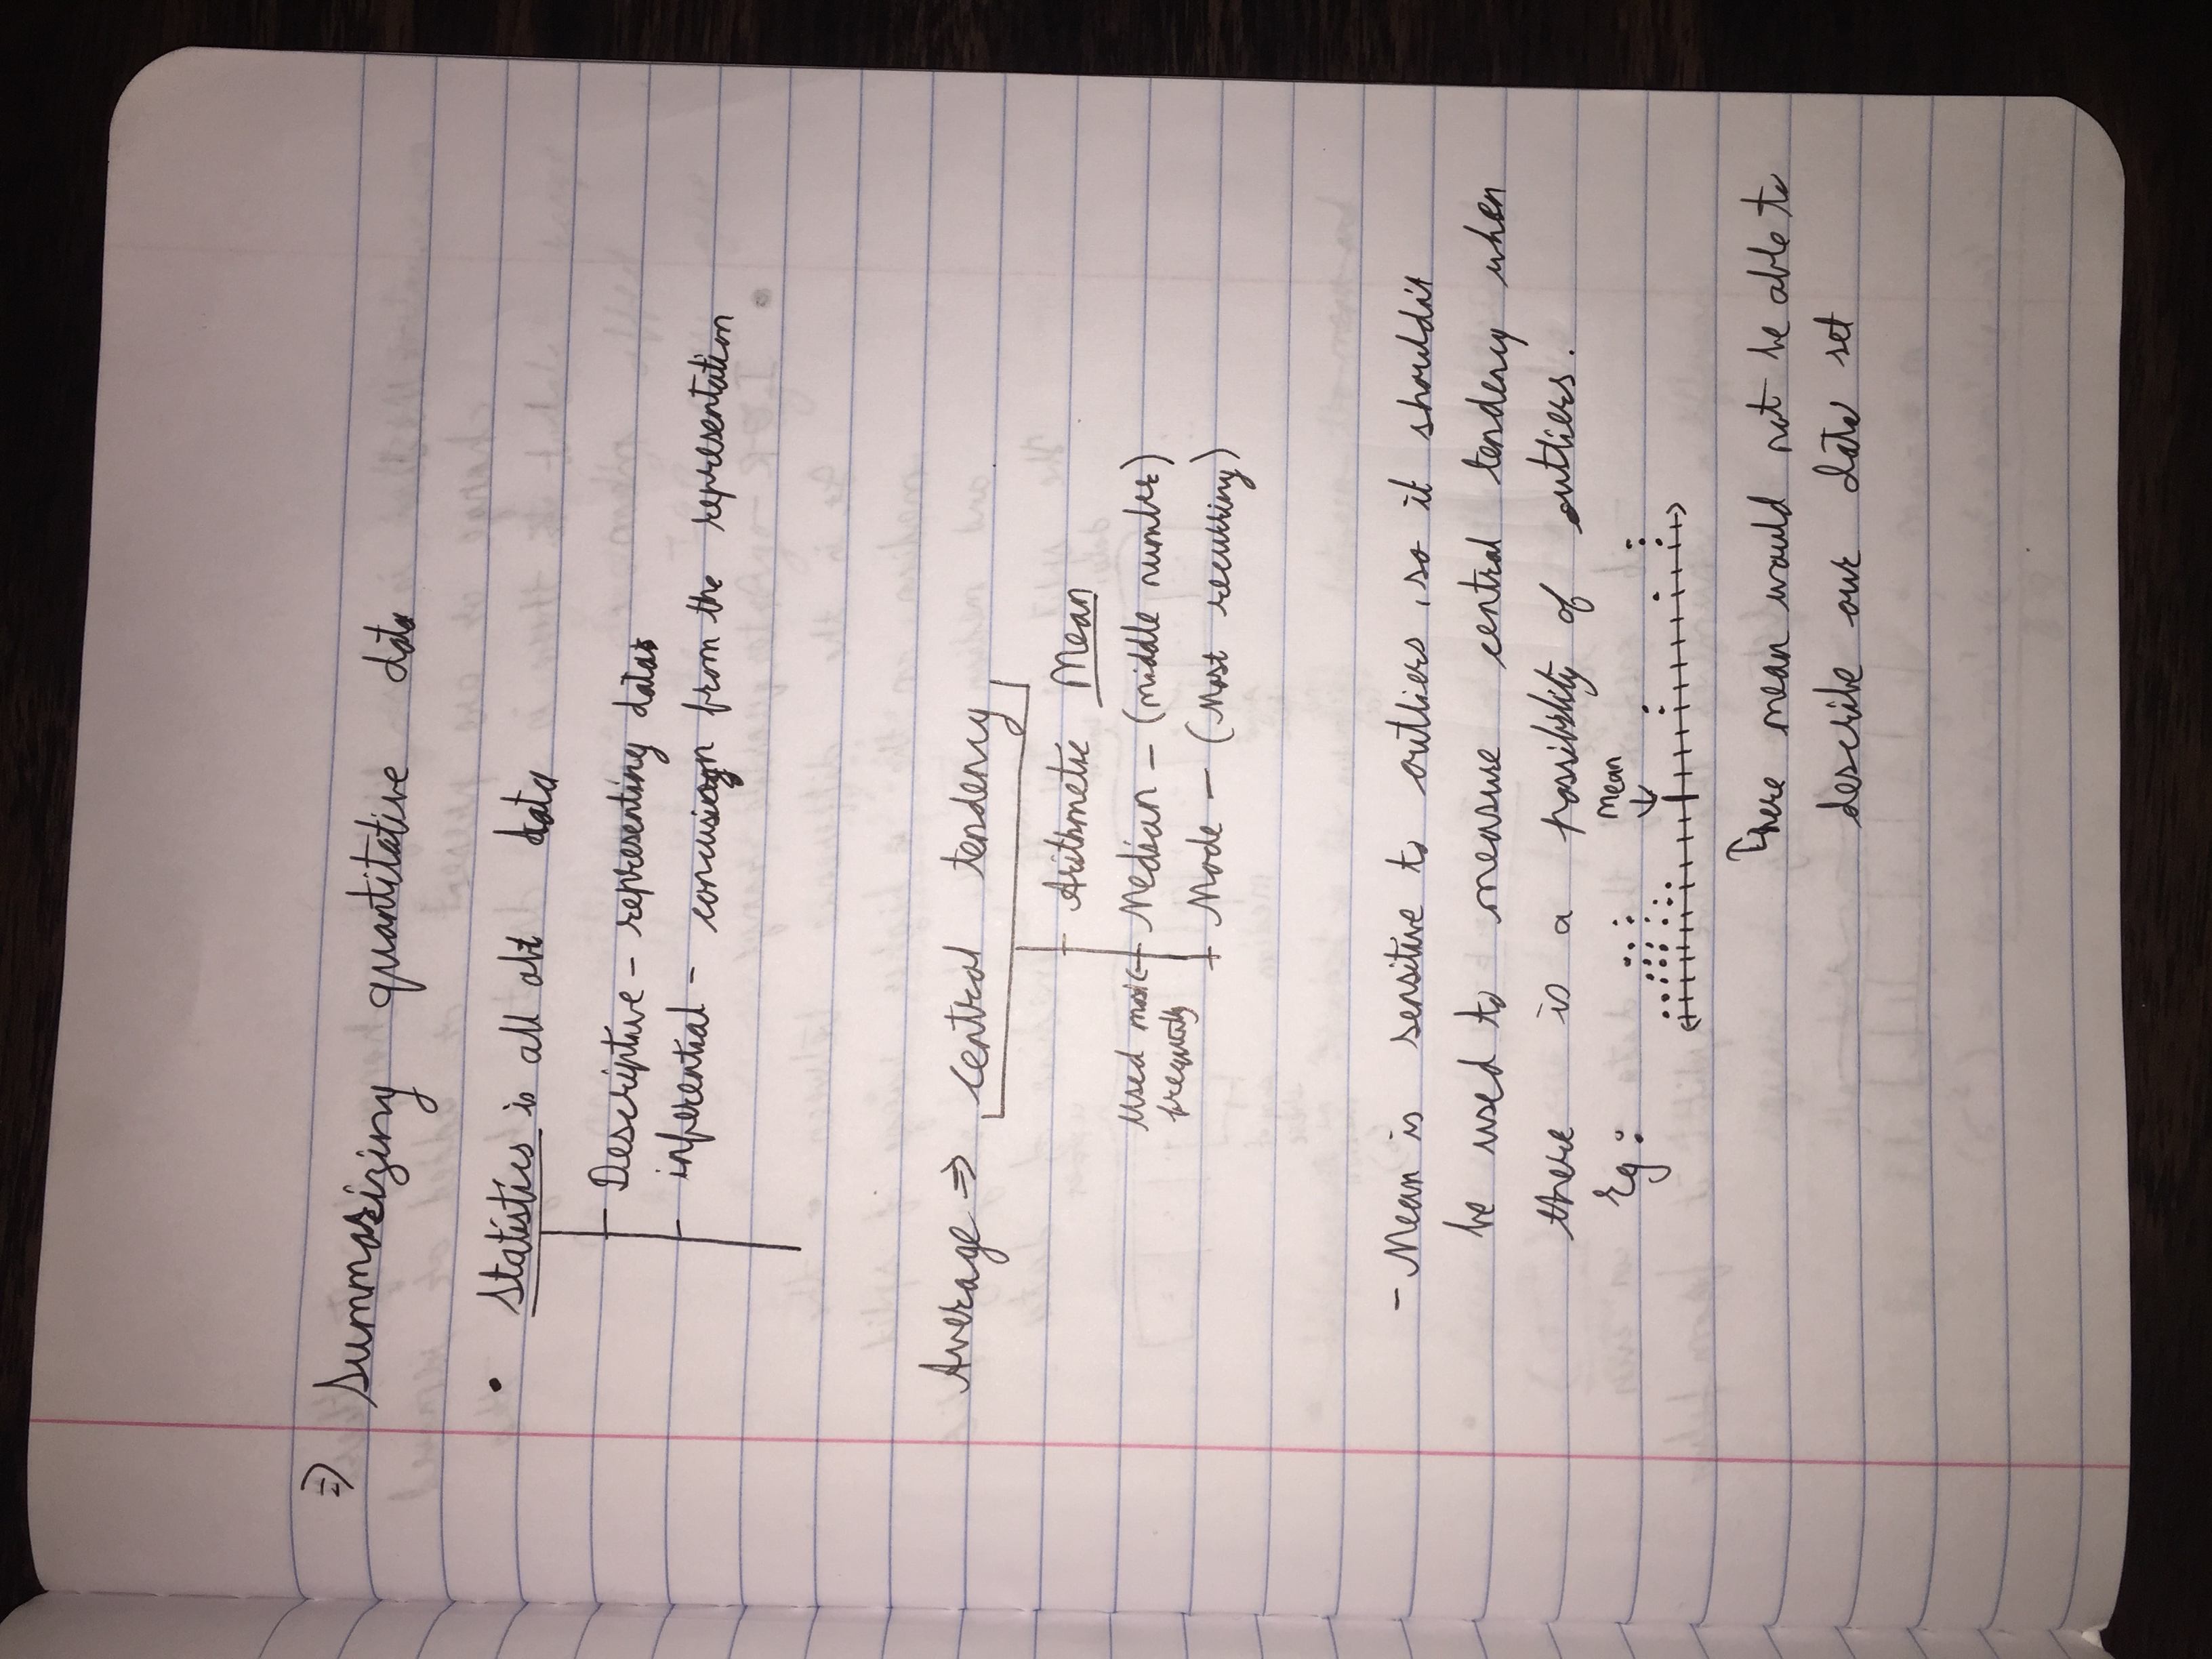 ⇒ Summarizing quantitative data
• Statistics is all abt data
Descriptive – representing data
inferential – from the representation
Average ⇒ central tendency
Arithmetic Mean
Used most Median – (middle number)
frequently
Mode – (Most recurring)
– Mean is sensitive to outliers, so it shouldn't
be used to measure central tendency when
there is a possibility of outliers.
Eg: Mean
here mean would not be able to
describe our data set